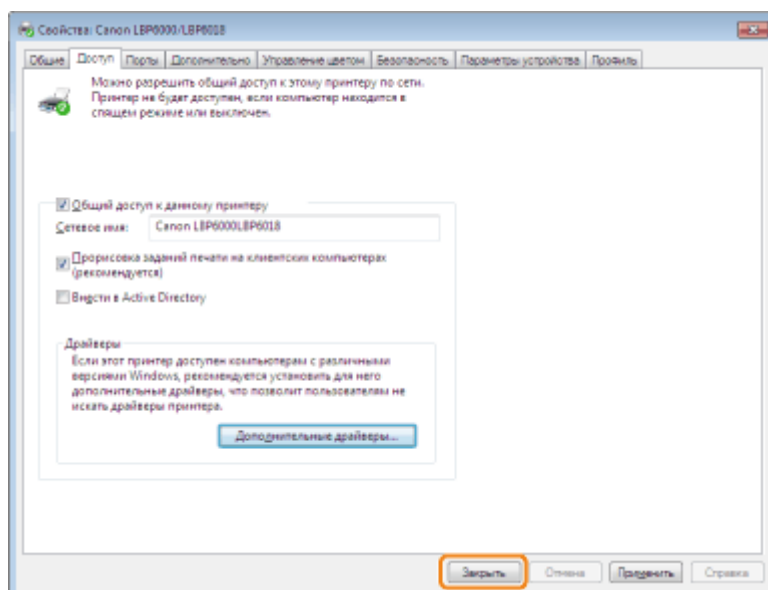 Свойства: Canon LBP6000/LBP6018
Общие Доступ Порты Дополнительно Управление цветом Безопасность Параметры устройства Профиль
Можно разрешить общий доступ к этому принтеру по сети.
Принтер не будет доступен, если компьютер находится в
спящем режиме или выключен.
Общий доступ к данному принтеру
Сетевое имя: Canon LBP6000LBP6018
Прорисовка заданий печати на клиентских компьютерах
(рекомендуется)
Внести в Active Directory
Драйверы
Если этот принтер доступен компьютерам с различными
версиями Windows, рекомендуется установить для него
дополнительные драйверы, что позволит пользователям не
искать драйверы принтера.
Дополнительные драйверы...
Закрыть Отмена Применить Справка